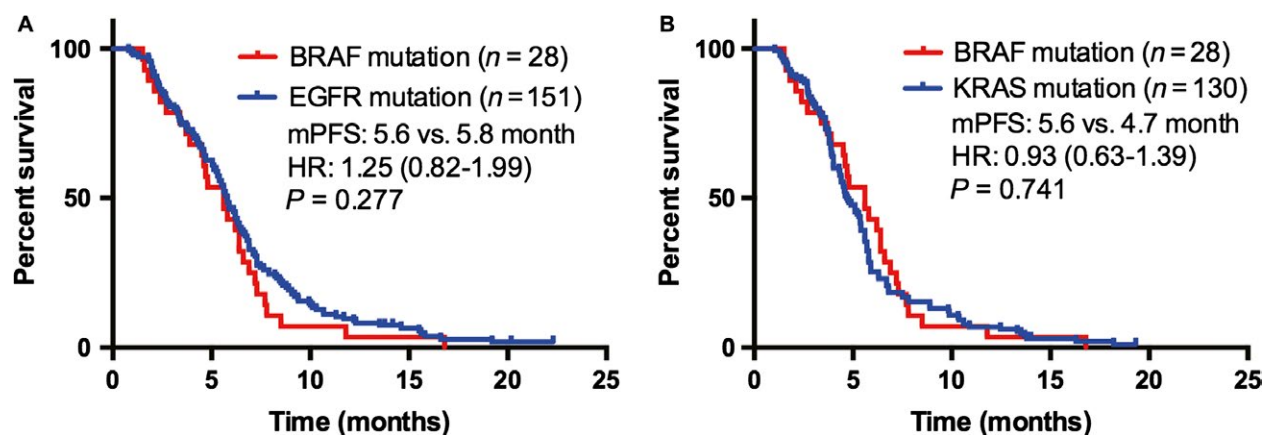 A
Percent survival
100
50
0
BRAF mutation (n = 28)
EGFR mutation (n = 151)
mPFS: 5.6 vs. 5.8 month
HR: 1.25 (0.82-1.99)
P = 0.277
0 5 10 15 20 25
Time (months)
B
Percent survival
100
50
0
BRAF mutation (n = 28)
KRAS mutation (n = 130)
mPFS: 5.6 vs. 4.7 month
HR: 0.93 (0.63-1.39)
P = 0.741
0 5 10 15 20 25
Time (months)